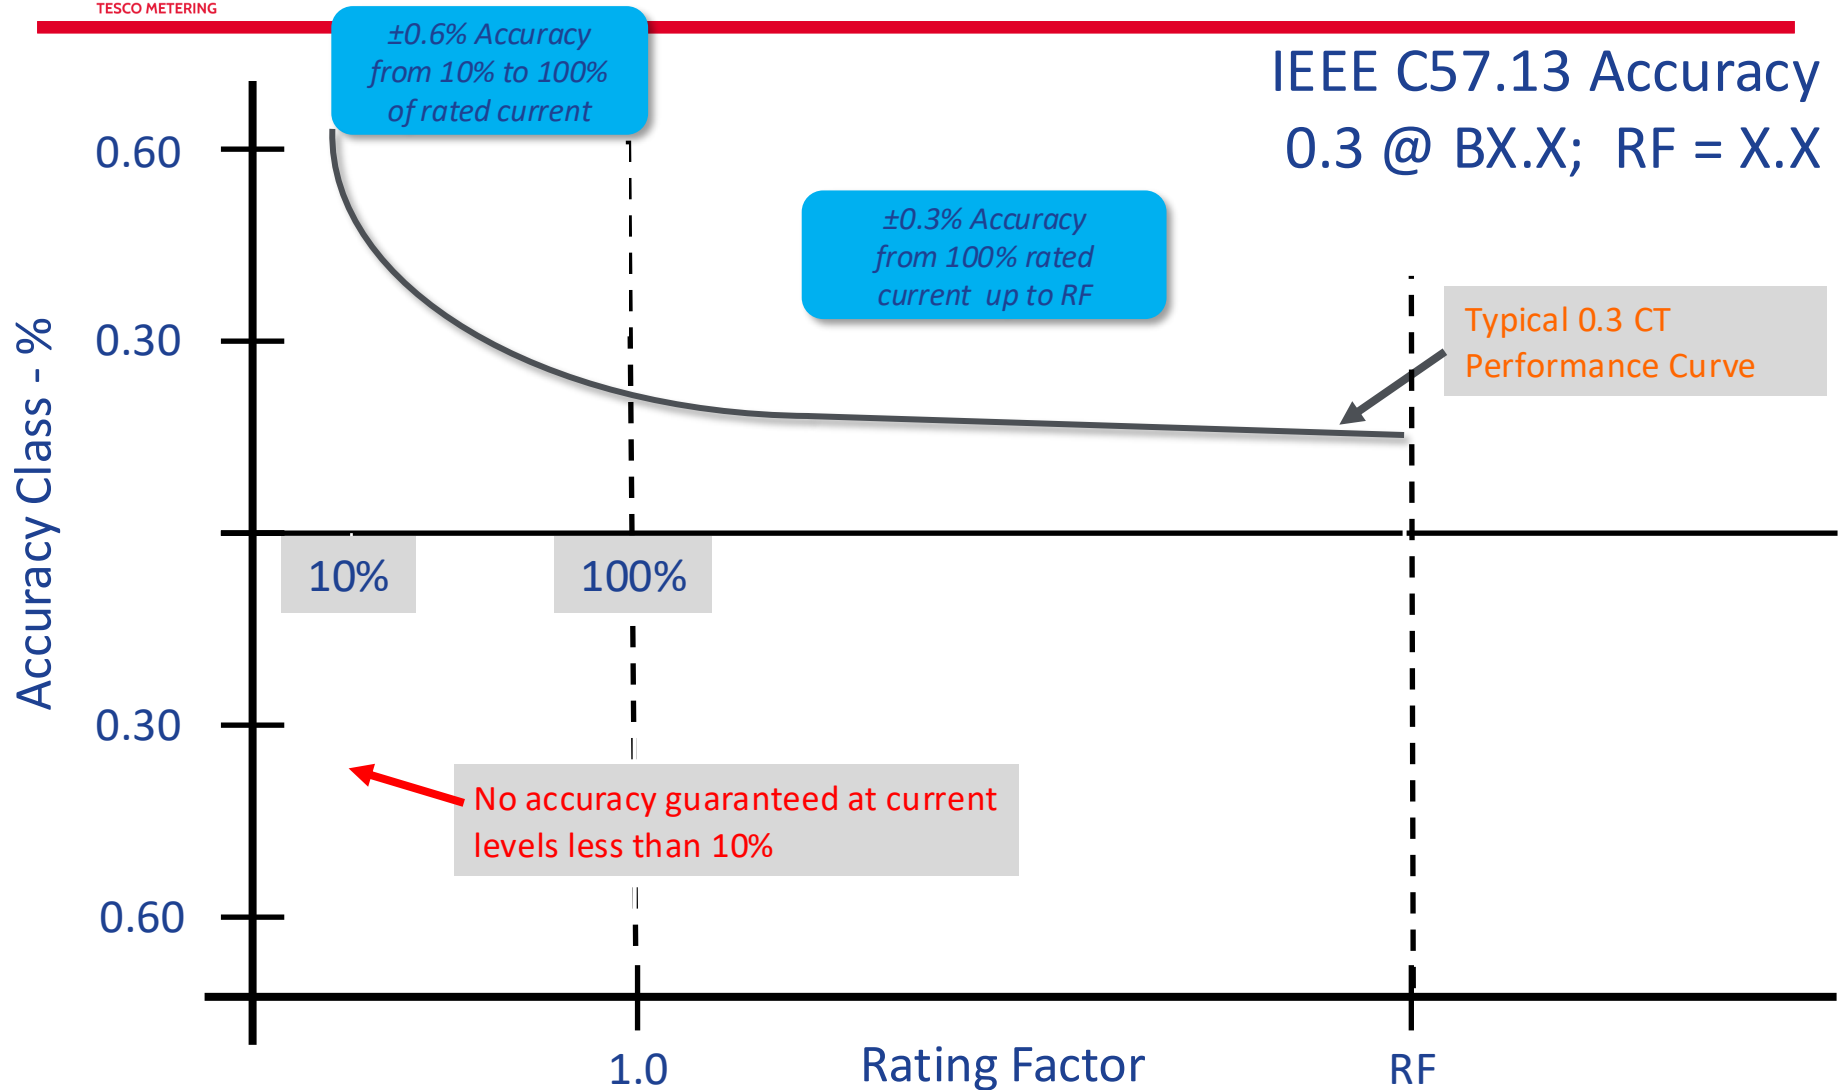 TESCO METERING
±0.6% Accuracy
from 10% to 100%
of rated current
IEEE C57.13 Accuracy
0.3 @ BX.X;  RF = X.X
±0.3% Accuracy
from 100% rated
current  up to RF
Typical 0.3 CT
Performance Curve
Accuracy Class - %
0.60
0.30
10%
100%
0.30
No accuracy guaranteed at current
levels less than 10%
0.60
1.0
Rating Factor
RF